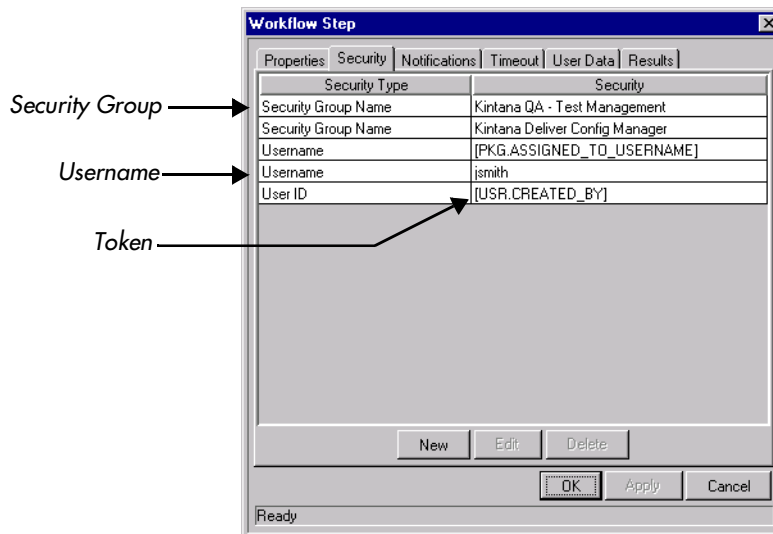 Workflow Step
Properties Security Notifications Timeout User Data Results
Security Type Security
Security Group Security Group Name Kintana QA - Test Management
Security Group Name Kintana Deliver Config Manager
Username [PKG.ASSIGNED_TO_USERNAME]
Username Username jsmith
User ID [USR.CREATED_BY]
Token
New Edit Delete
OK Apply Cancel
Ready